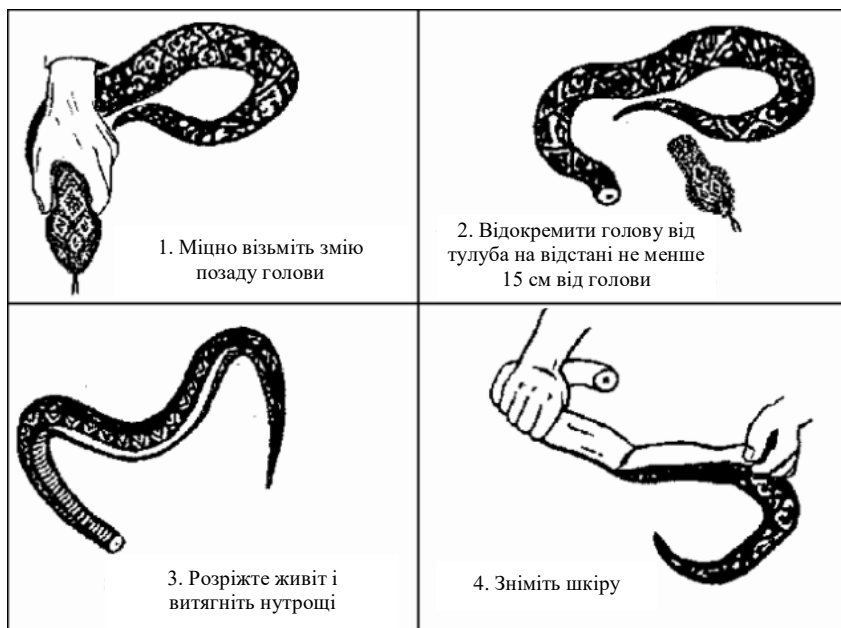 1. Міцно візьміть змію
позаду голови
2. Відокремити голову від
тулуба на відстані не менше
15 см від голови
3. Розріжте живіт і
витягніть нутрощі
4. Зніміть шкіру